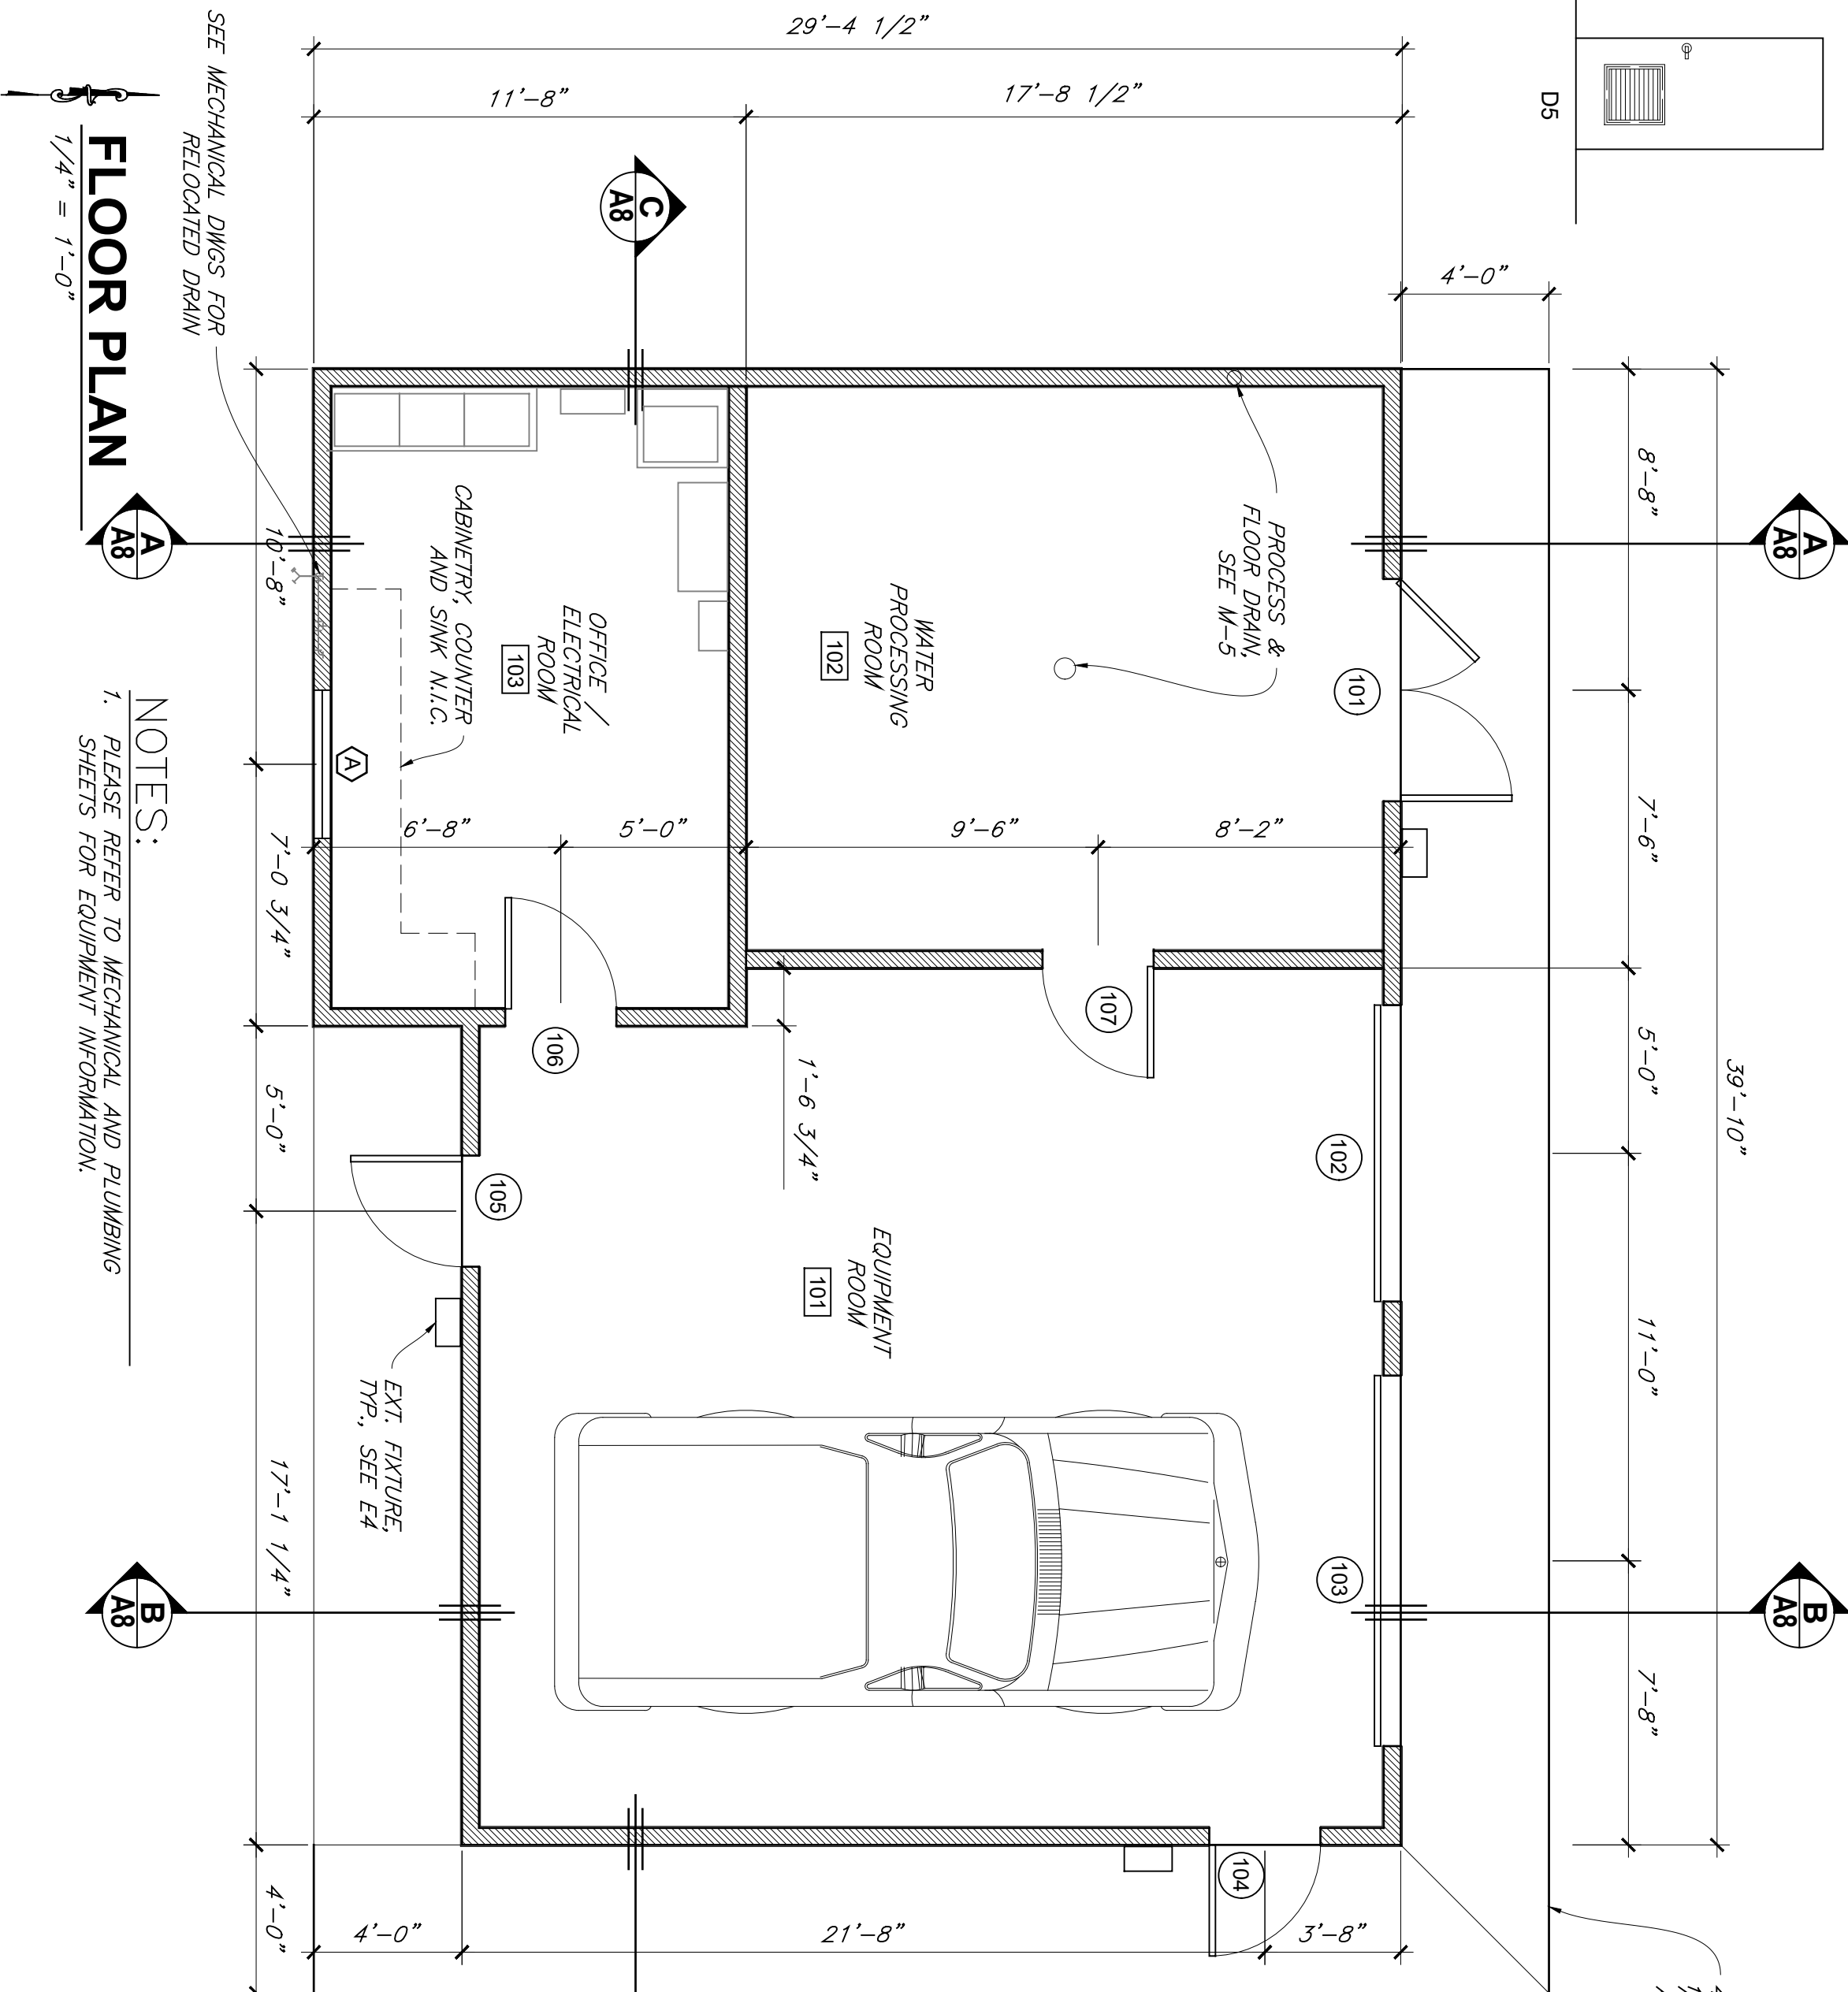 D5
29'-4 1/2"
11'-8"
17'-8 1/2"
4'-0"
39'-10"
8'-8"
7'-6"
5'-0"
11'-0"
7'-8"
A
A8
B
A8
C
A8
A
A8
B
A8
101
102
103
104
105
106
107
PROCESS &
FLOOR DRAIN,
SEE M-5
WATER
PROCESSING
ROOM
102
OFFICE /
ELECTRICAL
ROOM
103
CABINETRY, COUNTER
AND SINK N.I.C.
A
EQUIPMENT
ROOM
101
6'-8"
5'-0"
9'-6"
8'-2"
1'-6 3/4"
10'-8"
7'-0 3/4"
5'-0"
17'-1 1/4"
4'-0"
4'-0"
21'-8"
3'-8"
EXT. FIXTURE,
TYP., SEE E4
SEE MECHANICAL DWGS FOR
RELOCATED DRAIN
FLOOR PLAN
1/4" = 1'-0"
NOTES:
1. PLEASE REFER TO MECHANICAL AND PLUMBING
SHEETS FOR EQUIPMENT INFORMATION.